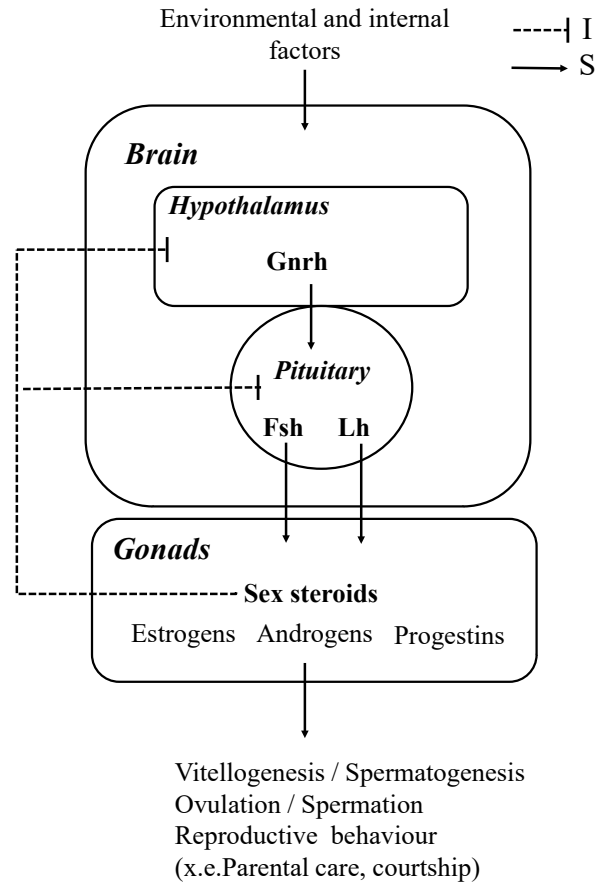 Environmental and internal
factors
I
S
Brain
Hypothalamus
Gnrh
Pituitary
Fsh Lh
Gonads
Sex steroids
Estrogens Androgens Progestins
Vitellogenesis / Spermatogenesis
Ovulation / Spermation
Reproductive behaviour
(x.e.Parental care, courtship)